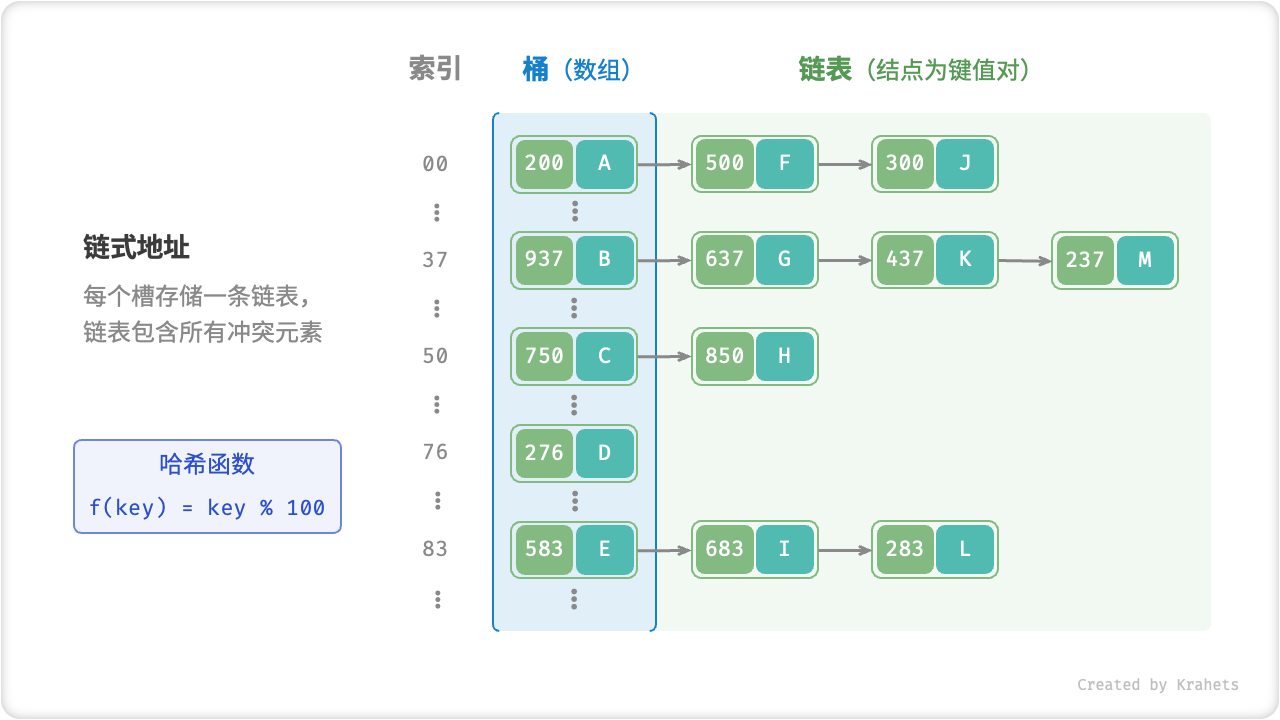 索引 桶（数组） 链表（结点为键值对）
00 200 A 500 F 300 J
链式地址
每个槽存储一条链表，
链表包含所有冲突元素
37 937 B 637 G 437 K 237 M
50 750 C 850 H
哈希函数
f(key) = key % 100
76 276 D
83 583 E 683 I 283 L
Created by Krahets